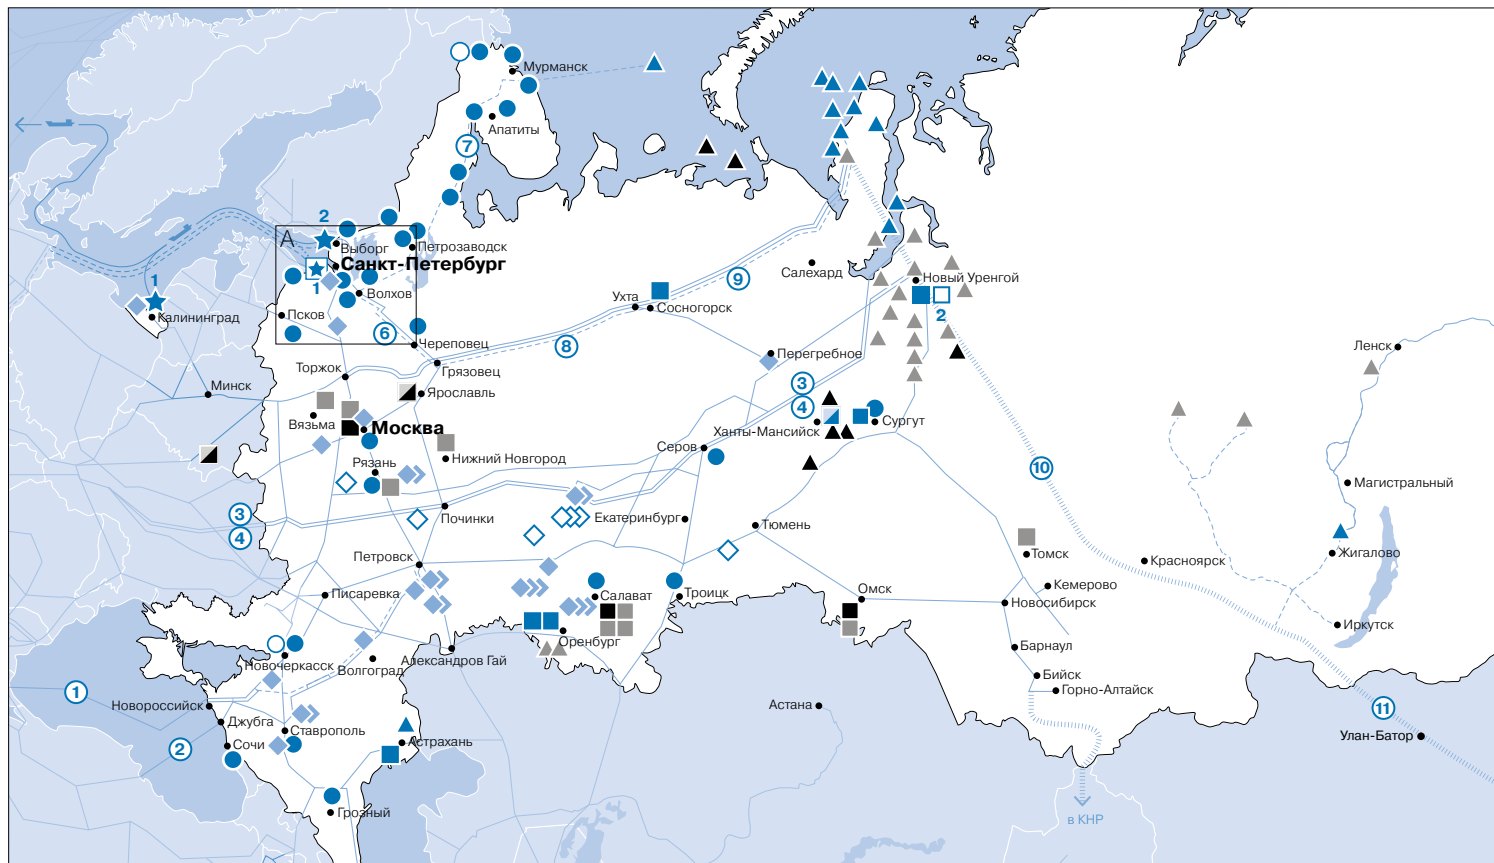 Мурманск
Апатиты
7
2
А
Выборг
Петрозаводск
Санкт-Петербург
1
1
Волхов
Калининград
Псков
6
Череповец
Салехард
Новый Уренгой
2
9
Ухта
Сосногорск
8
Грязовец
Торжок
Перегребное
Ленск
3
4
Минск
Ярославль
Вязьма
Москва
Ханты-Мансийск
Сургут
Серов
Нижний Новгород
Рязань
10
Магистральный
3
4
Починки
Екатеринбург
Тюмень
Томск
Красноярск
Жигалово
Петровск
Писаревка
Салават
Троицк
Омск
Кемерово
Новосибирск
Иркутск
Оренбург
Новочеркасск
Волгоград
Александров Гай
Барнаул
Бийск
Горно-Алтайск
1
Новороссийск
Астана
11
Джубга
Ставрополь
2
Сочи
Астрахань
Улан-Батор
Грозный
в КНР